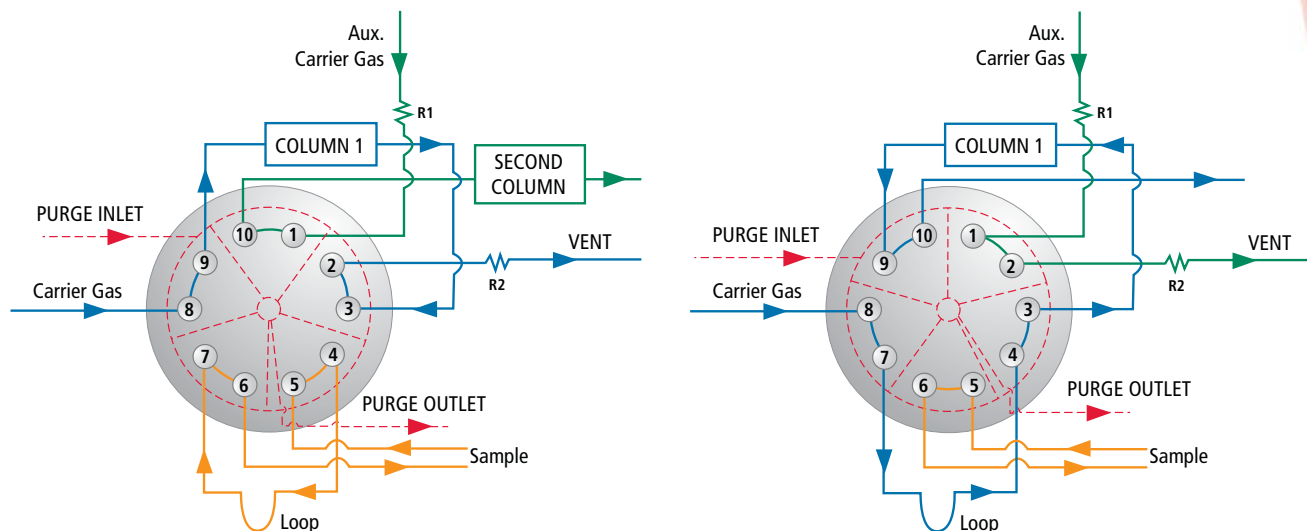 Aux.
Carrier Gas
R1
COLUMN 1
SECOND
COLUMN
PURGE INLET
10
1
9
2
VENT
R2
Carrier Gas
8
3
7
4
6
5
PURGE OUTLET
Sample
Loop
Aux.
Carrier Gas
R1
COLUMN 1
PURGE INLET
10
1
9
2
VENT
R2
Carrier Gas
8
3
7
4
6
5
PURGE OUTLET
Sample
Loop